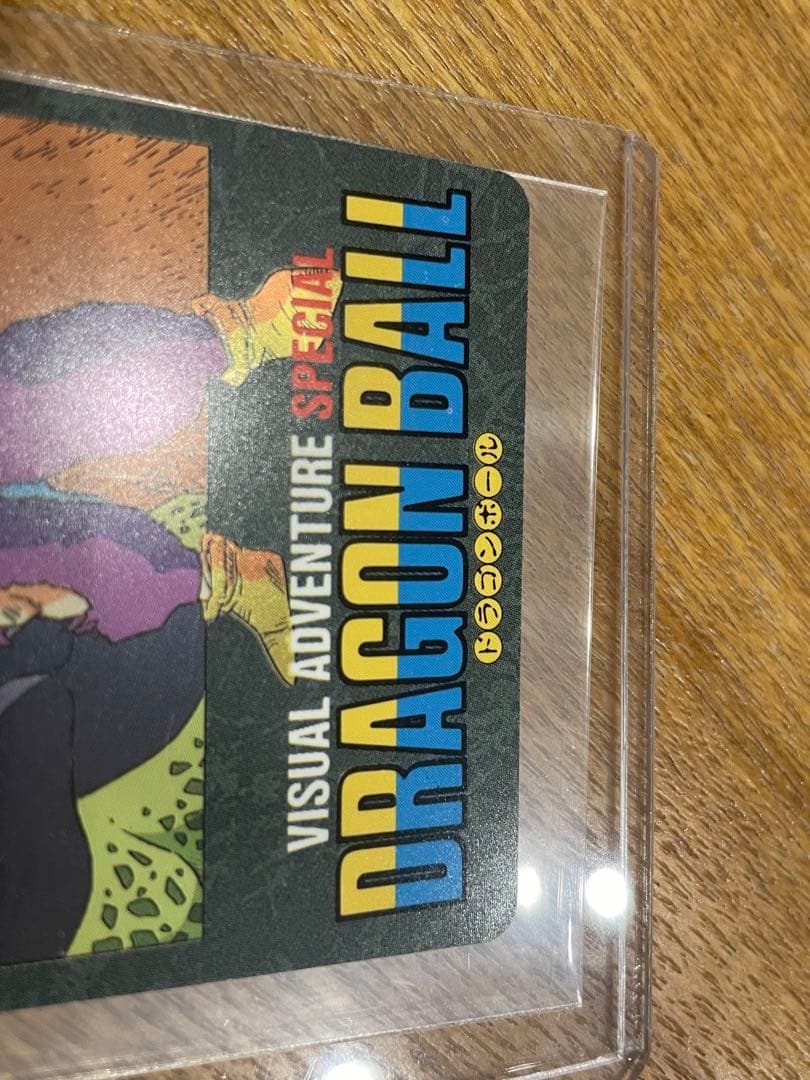 VISUAL ADVENTURE SPECIAL
DRAGON BALL
ドラゴンボール